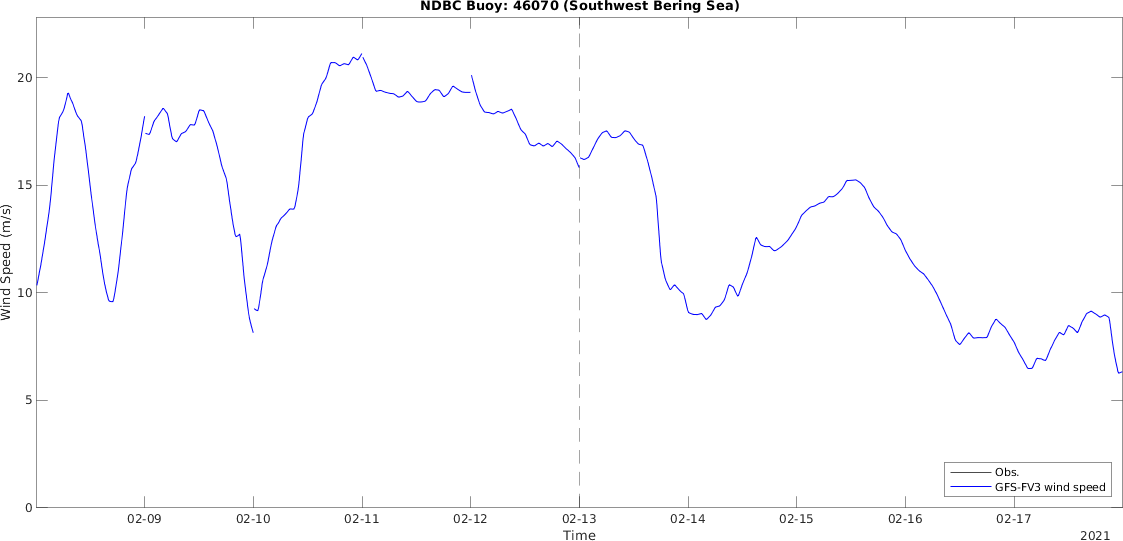 NDBC Buoy: 46070 (Southwest Bering Sea)
20
15
10
5
0
Wind Speed (m/s)
Obs.
GFS-FV3 wind speed
02-09 02-10 02-11 02-12 02-13 02-14 02-15 02-16 02-17
Time
2021